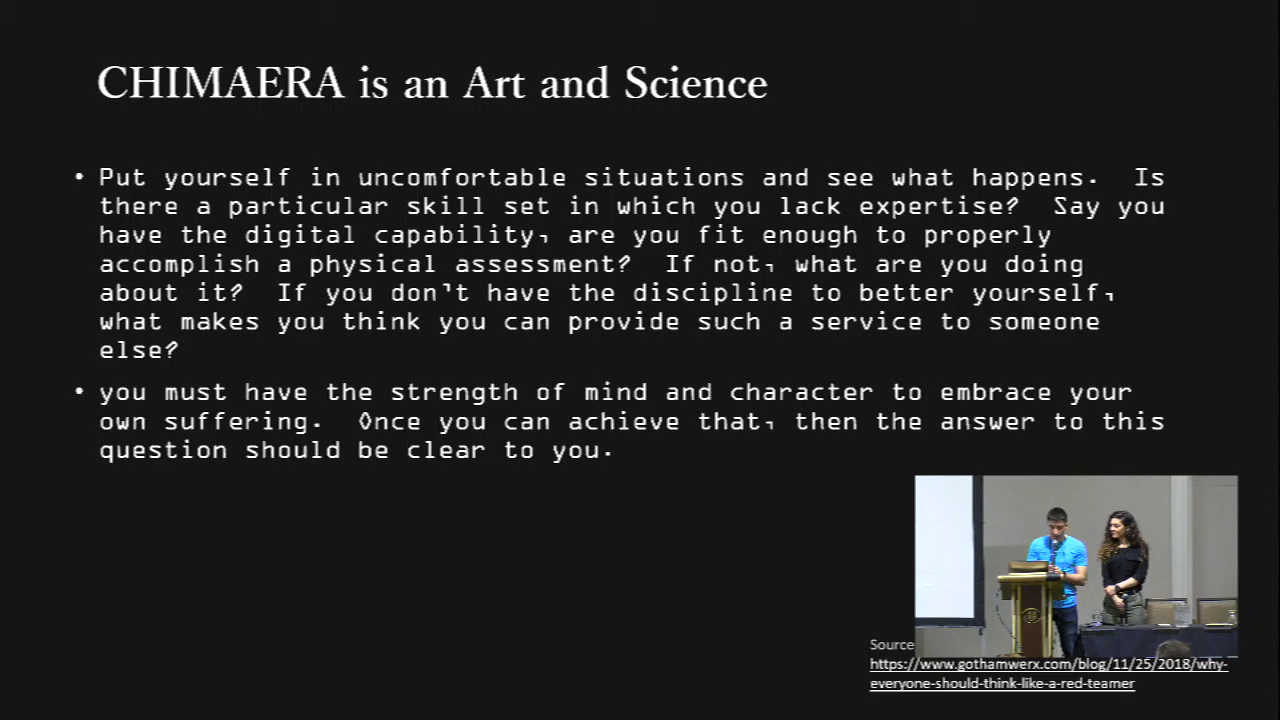 CHIMAERA is an Art and Science
• Put yourself in uncomfortable situations and see what happens. Is
there a particular skill set in which you lack expertise? Say you
have the digital capability, are you fit enough to properly
accomplish a physical assessment? If not, what are you doing
about it? If you don't have the discipline to better yourself,
what makes you think you can provide such a service to someone
else?
• you must have the strength of mind and character to embrace your
own suffering. Once you can achieve that, then the answer to this
question should be clear to you.
Source
https://www.gothamwerx.com/blog/11/25/2018/why-
everyone-should-think-like-a-red-teamer